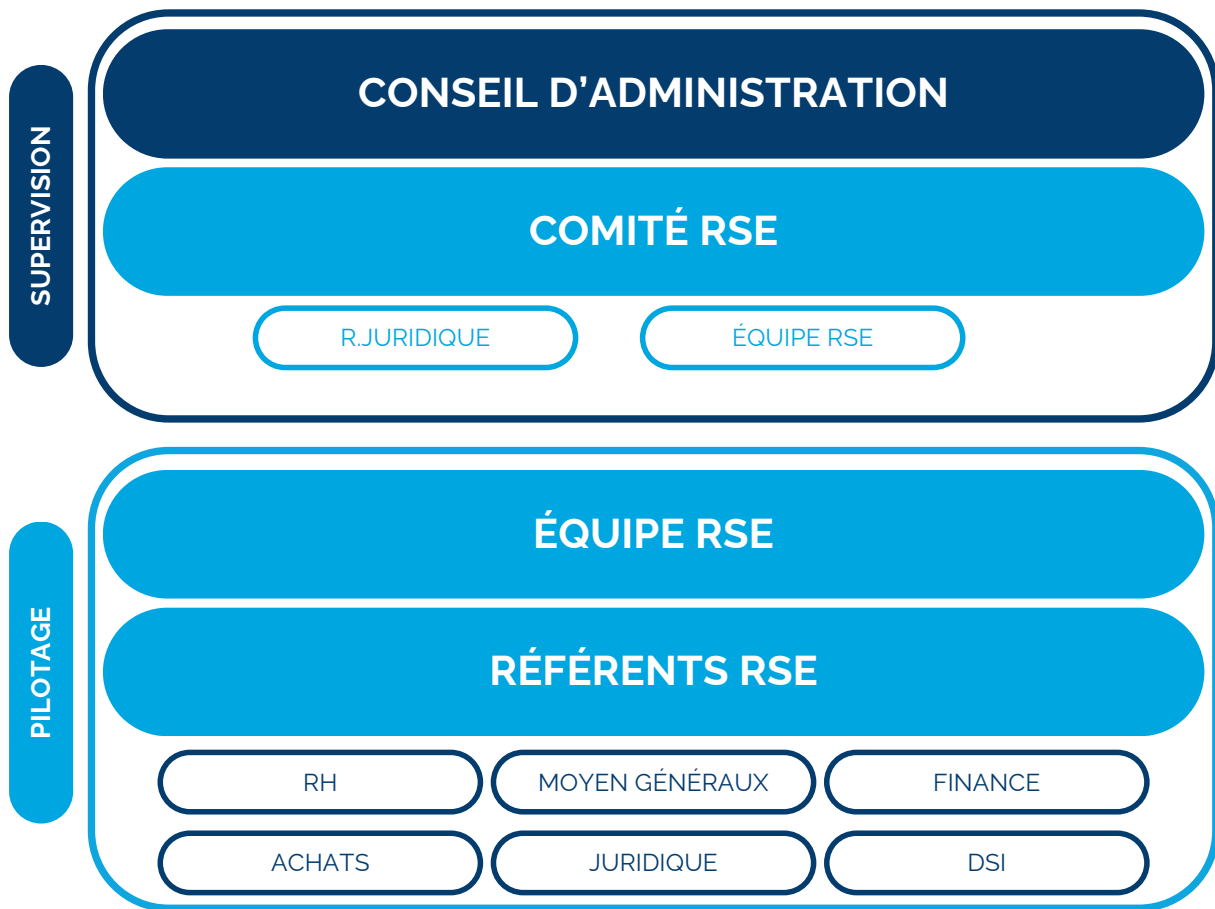 SUPERVISION
CONSEIL D’ADMINISTRATION
COMITÉ RSE
R.JURIDIQUE
ÉQUIPE RSE
PILOTAGE
ÉQUIPE RSE
RÉFÉRENTS RSE
RH
MOYEN GÉNÉRAUX
FINANCE
ACHATS
JURIDIQUE
DSI